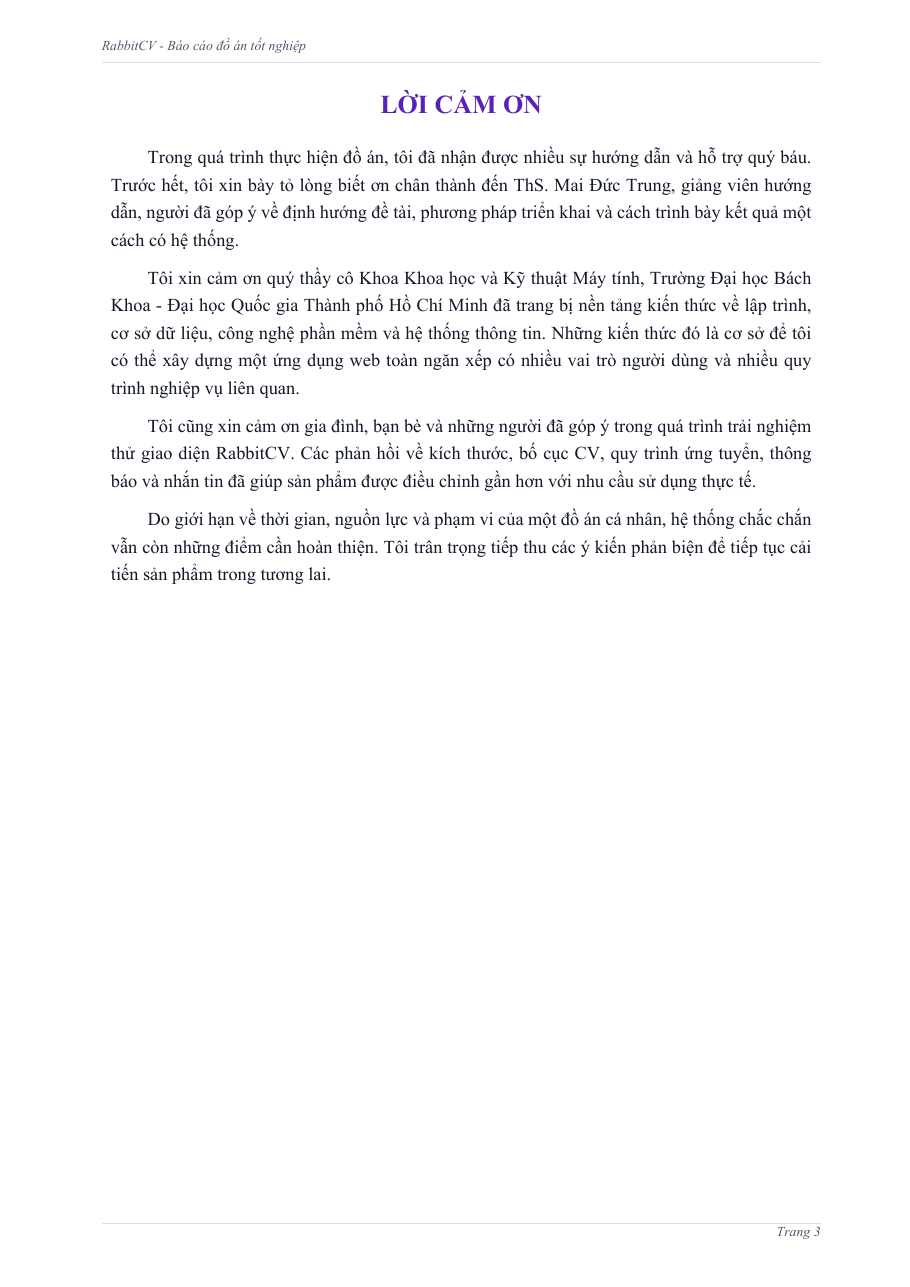 RabbitCV - Báo cáo đồ án tốt nghiệp
LỜI CẢM ƠN
Trong quá trình thực hiện đồ án, tôi đã nhận được nhiều sự hướng dẫn và hỗ trợ quý báu.
Trước hết, tôi xin bày tỏ lòng biết ơn chân thành đến ThS. Mai Đức Trung, giảng viên hướng
dẫn, người đã góp ý về định hướng đề tài, phương pháp triển khai và cách trình bày kết quả một
cách có hệ thống.
Tôi xin cảm ơn quý thầy cô Khoa Khoa học và Kỹ thuật Máy tính, Trường Đại học Bách
Khoa - Đại học Quốc gia Thành phố Hồ Chí Minh đã trang bị nền tảng kiến thức về lập trình,
cơ sở dữ liệu, công nghệ phần mềm và hệ thống thông tin. Những kiến thức đó là cơ sở để tôi
có thể xây dựng một ứng dụng web toàn ngăn xếp có nhiều vai trò người dùng và nhiều quy
trình nghiệp vụ liên quan.
Tôi cũng xin cảm ơn gia đình, bạn bè và những người đã góp ý trong quá trình trải nghiệm
thử giao diện RabbitCV. Các phản hồi về kích thước, bố cục CV, quy trình ứng tuyển, thông
báo và nhắn tin đã giúp sản phẩm được điều chỉnh gần hơn với nhu cầu sử dụng thực tế.
Do giới hạn về thời gian, nguồn lực và phạm vi của một đồ án cá nhân, hệ thống chắc chắn
vẫn còn những điểm cần hoàn thiện. Tôi trân trọng tiếp thu các ý kiến phản biện để tiếp tục cải
tiến sản phẩm trong tương lai.
Trang 3